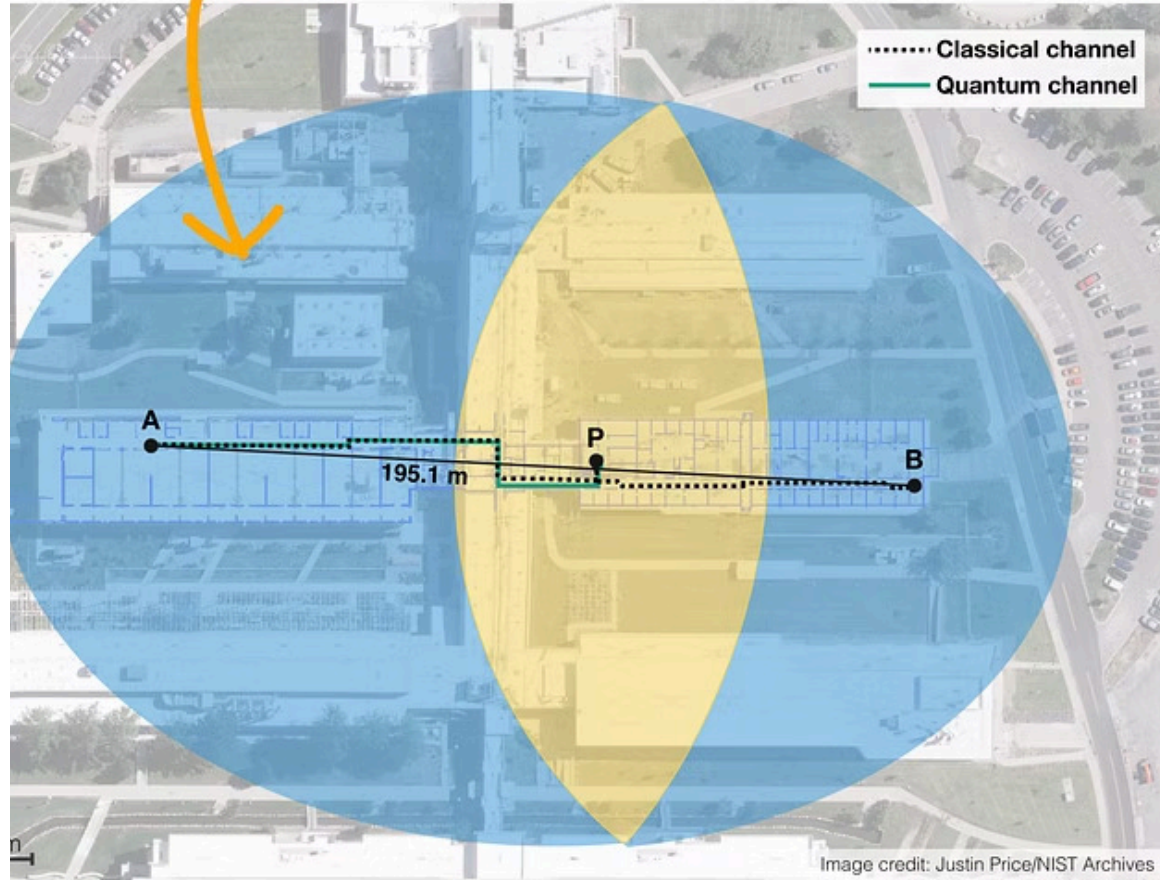 Classical channel
Quantum channel
A
P
B
195.1 m
m
Image credit: Justin Price/NIST Archives